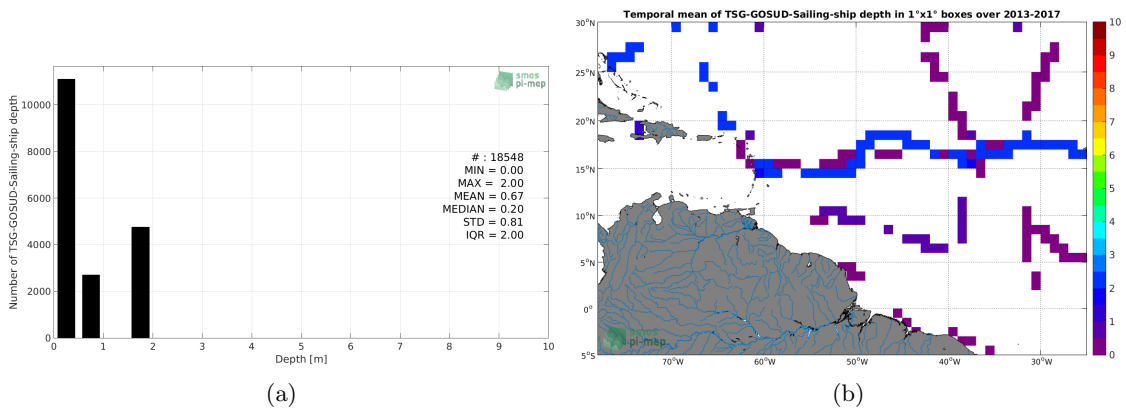 smos
pi-mep
10000
8000
6000
4000
2000
0
Number of TSG-GOSUD-Sailing-ship depth
# : 18548
MIN = 0.00
MAX = 2.00
MEAN = 0.67
MEDIAN = 0.20
STD = 0.81
IQR = 2.00
0 1 2 3 4 5 6 7 8 9 10
Depth [m]
(a)
Temporal mean of TSG-GOSUD-Sailing-ship depth in 1°x1° boxes over 2013-2017
30°N
25°N
20°N
15°N
10°N
5°N
0°
5°S
70°W 60°W 50°W 40°W 30°W
smos
pi-mep
10
9
8
7
6
5
4
3
2
1
0
(b)